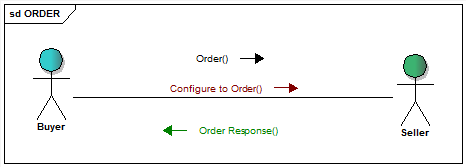 sd ORDER
Order()
Configure to Order()
Order Response()
Buyer
Seller